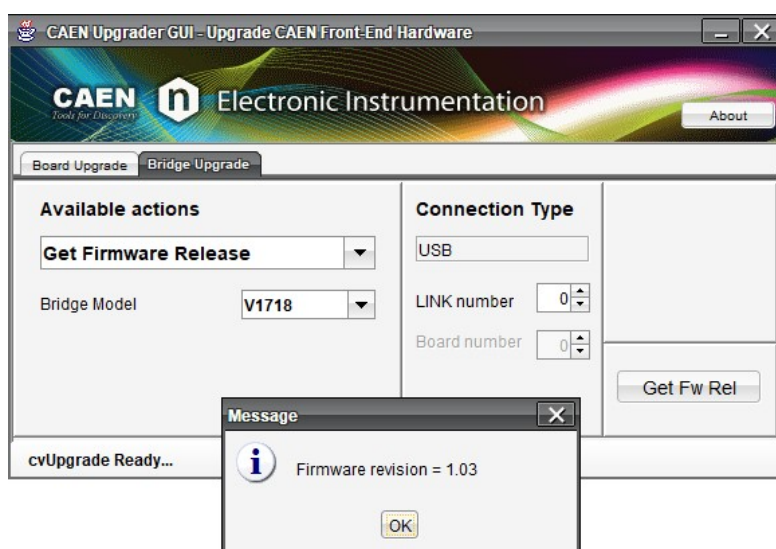 CAEN Upgrader GUI - Upgrade CAEN Front-End Hardware
CAEN
Tools for Discovery
n
Electronic Instrumentation
About
Board Upgrade
Bridge Upgrade
Available actions
Get Firmware Release
Bridge Model
V1718
Connection Type
USB
LINK number
0
Board number
0
Get Fw Rel
cvUpgrade Ready...
Message
i
Firmware revision = 1.03
OK